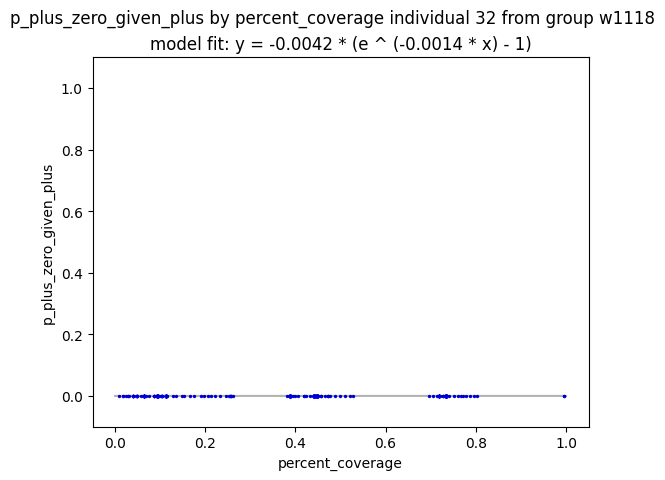 p_plus_zero_given_plus by percent_coverage individual 32 from group w1118
model fit: y = -0.0042 * (e ^ (-0.0014 * x) - 1)
p_plus_zero_given_plus
1.0
0.8
0.6
0.4
0.2
0.0
0.0 0.2 0.4 0.6 0.8 1.0
percent_coverage